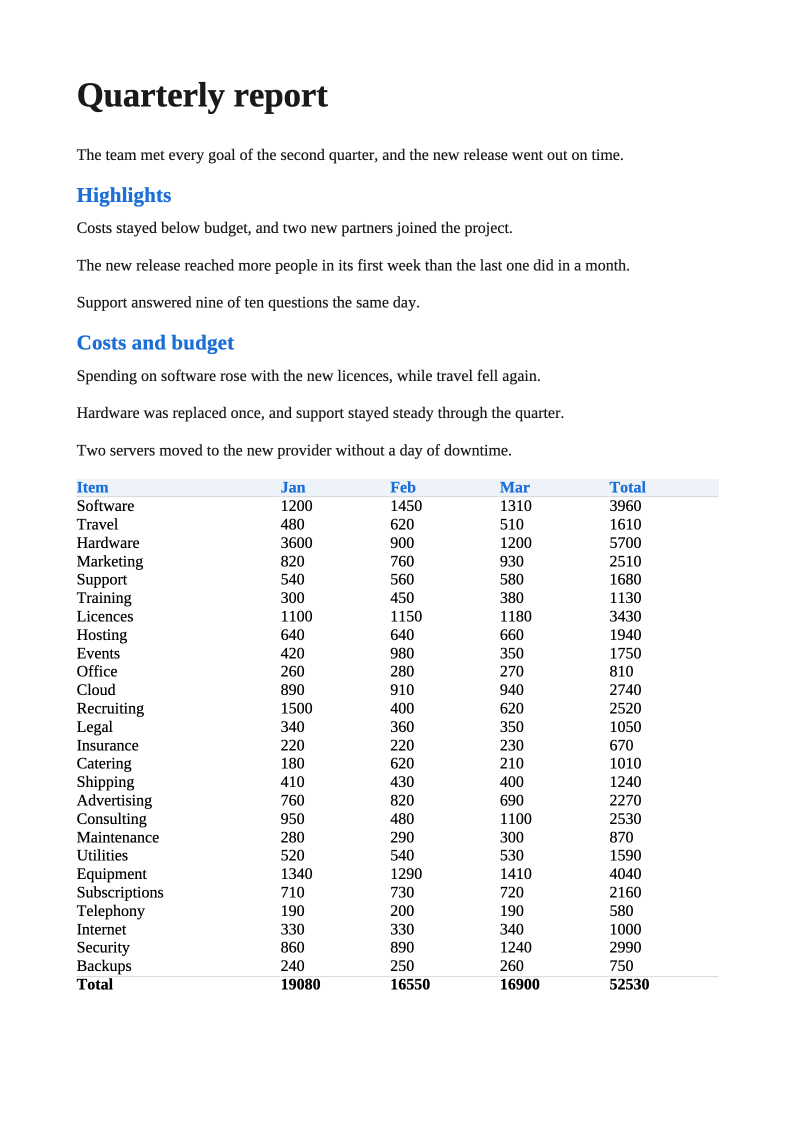 Quarterly report
The team met every goal of the second quarter, and the new release went out on time.
Highlights
Costs stayed below budget, and two new partners joined the project.
The new release reached more people in its first week than the last one did in a month.
Support answered nine of ten questions the same day.
Costs and budget
Spending on software rose with the new licences, while travel fell again.
Hardware was replaced once, and support stayed steady through the quarter.
Two servers moved to the new provider without a day of downtime.
Item Jan Feb Mar Total
Software 1200 1450 1310 3960
Travel 480 620 510 1610
Hardware 3600 900 1200 5700
Marketing 820 760 930 2510
Support 540 560 580 1680
Training 300 450 380 1130
Licences 1100 1150 1180 3430
Hosting 640 640 660 1940
Events 420 980 350 1750
Office 260 280 270 810
Cloud 890 910 940 2740
Recruiting 1500 400 620 2520
Legal 340 360 350 1050
Insurance 220 220 230 670
Catering 180 620 210 1010
Shipping 410 430 400 1240
Advertising 760 820 690 2270
Consulting 950 480 1100 2530
Maintenance 280 290 300 870
Utilities 520 540 530 1590
Equipment 1340 1290 1410 4040
Subscriptions 710 730 720 2160
Telephony 190 200 190 580
Internet 330 330 340 1000
Security 860 890 1240 2990
Backups 240 250 260 750
Total 19080 16550 16900 52530